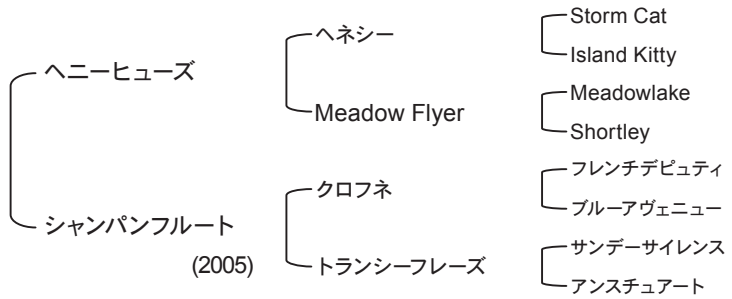 Storm Cat
ヘネシー
Island Kitty
ヘニーヒューズ
Meadowlake
Meadow Flyer
Shortley
フレンチデピュティ
クロフネ
ブルーアヴェニュー
シャンパンフルート
(2005)
サンデーサイレンス
トランシーフレーズ
アンスチュアート